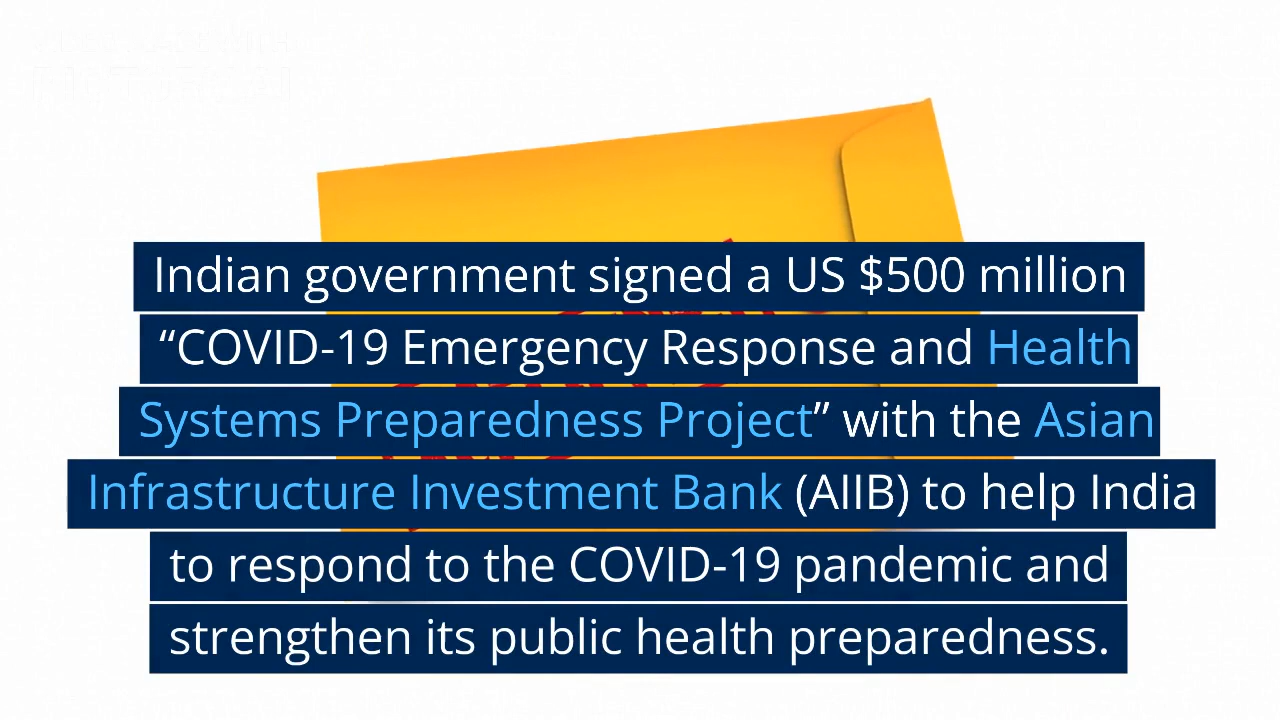 Indian government signed a US $500 million
“COVID-19 Emergency Response and Health
Systems Preparedness Project” with the Asian
Infrastructure Investment Bank (AIIB) to help India
to respond to the COVID-19 pandemic and
strengthen its public health preparedness.